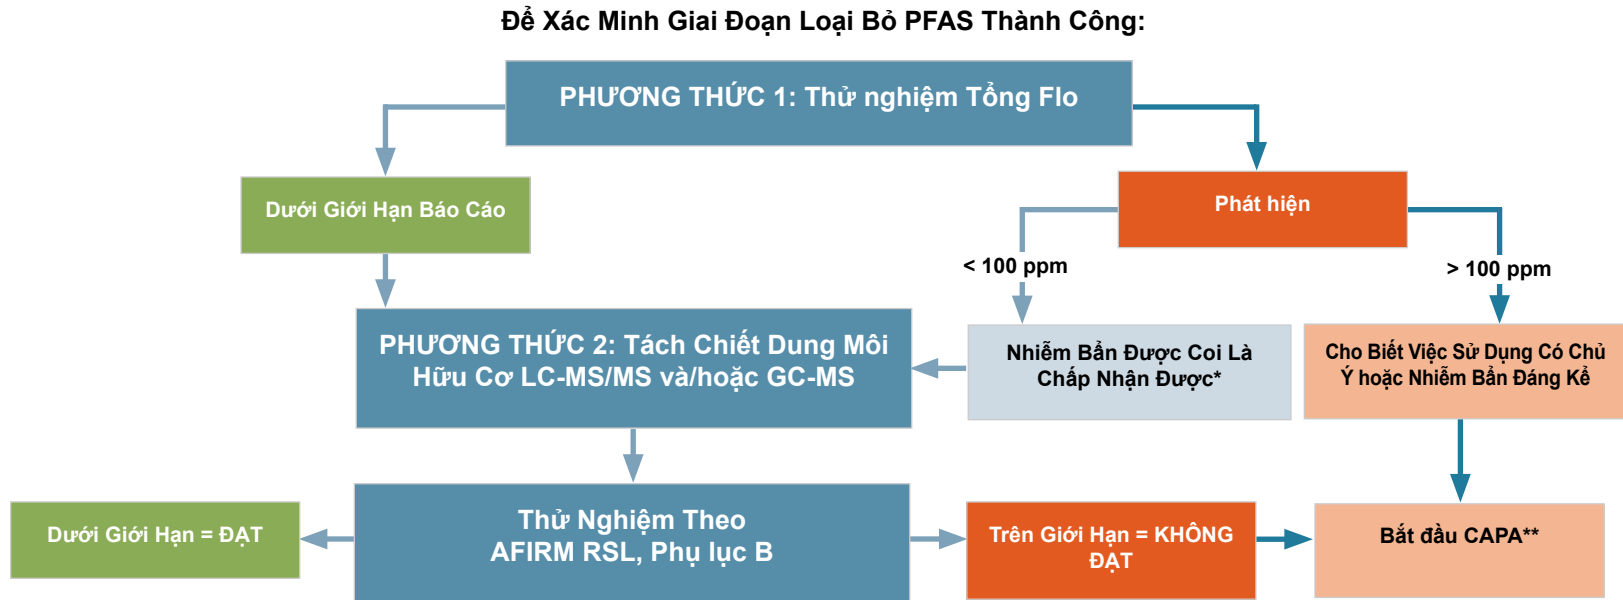 Để Xác Minh Giai Đoạn Loại Bỏ PFAS Thành Công:
PHƯƠNG THỨC 1: Thử nghiệm Tổng Flo
Dưới Giới Hạn Báo Cáo
Phát hiện
< 100 ppm
> 100 ppm
PHƯƠNG THỨC 2: Tách Chiết Dung Môi
Hữu Cơ LC-MS/MS và/hoặc GC-MS
Nhiễm Bẩn Được Coi Là
Chấp Nhận Được*
Cho Biết Việc Sử Dụng Có Chủ
Ý hoặc Nhiễm Bẩn Đáng Kể
Dưới Giới Hạn = ĐẠT
Thử Nghiệm Theo
AFIRM RSL, Phụ lục B
Trên Giới Hạn = KHÔNG
ĐẠT
Bắt đầu CAPA**